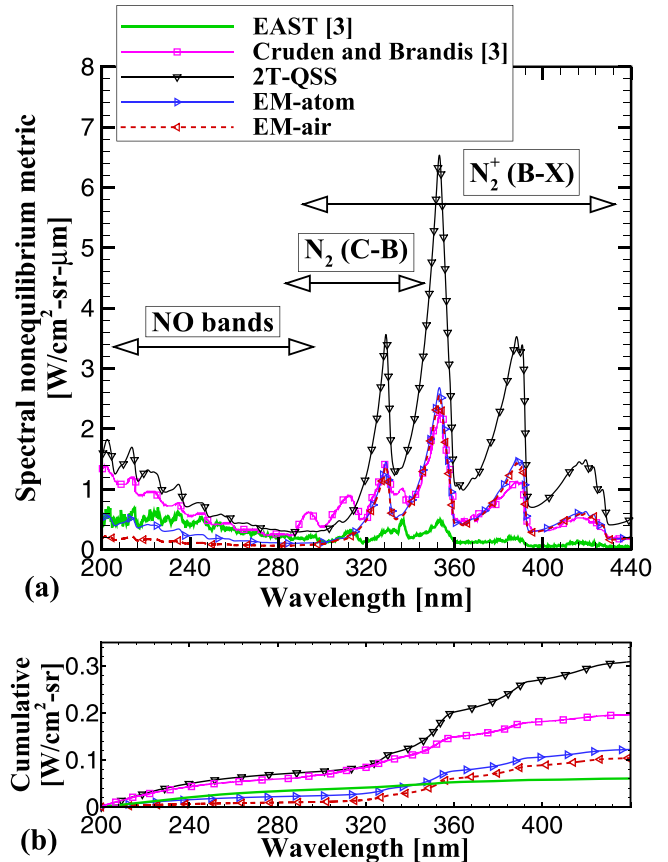 EAST [3]
Cruden and Brandis [3]
2T-QSS
EM-atom
EM-air
Spectral nonequilibrium metric
[W/cm²-sr-μm]
8
7
6
5
4
3
2
1
0
N₂⁺ (B-X)
N₂ (C-B)
NO bands
200 240 280 320 360 400 440
Wavelength [nm]
(a)
Cumulative
[W/cm²-sr]
0.3
0.2
0.1
0
200 240 280 320 360 400
Wavelength [nm]
(b)